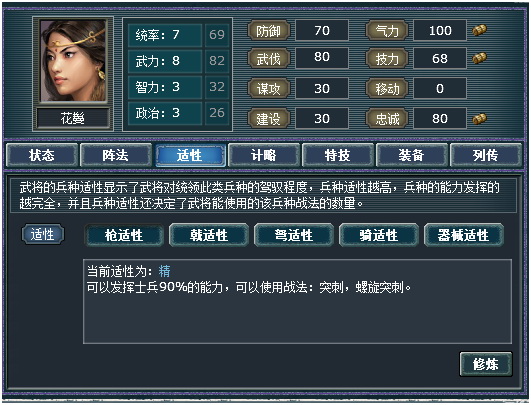 统率：7 69 防御 70 气力 100
武力：8 82 武伐 80 技力 68
智力：3 32 谋攻 30 移动 0
政治：3 26 建设 30 忠诚 80
花鬘
状态 阵法 适性 计略 特技 装备 列传
武将的兵种适性显示了武将对统领此类兵种的驾驭程度，兵种适性越高，兵种的能力发挥的
越完全，并且兵种适性还决定了武将能使用的该兵种战法的数量。
适性 枪适性 戟适性 弩适性 骑适性 器械适性
当前适性为：精
可以发挥士兵90%的能力，可以使用战法：突刺，螺旋突刺。
修炼